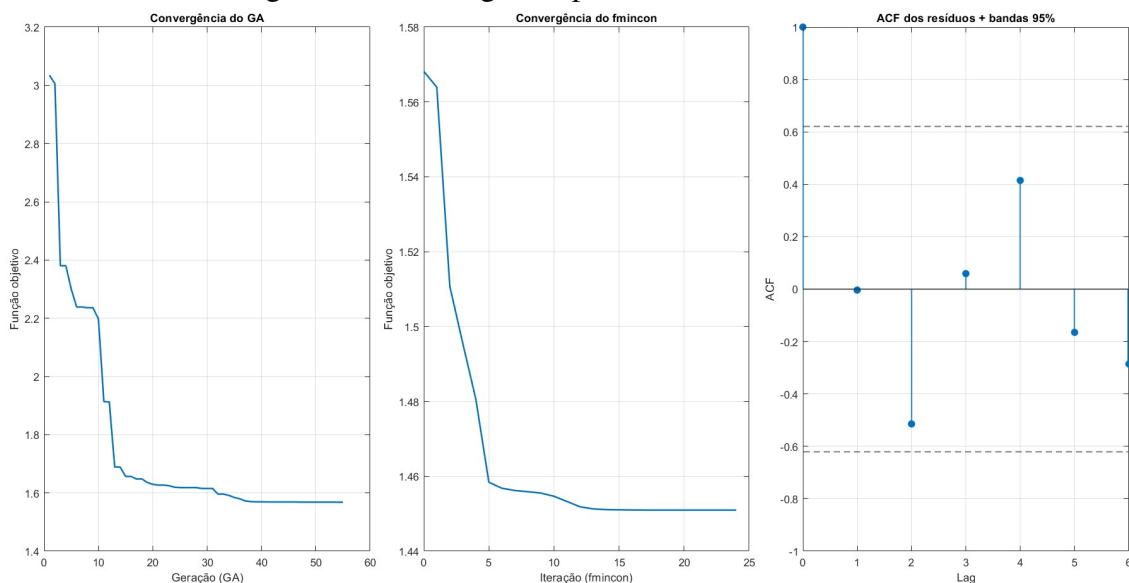 Convergência do GA
3.2
3
2.8
2.6
2.4
2.2
2
1.8
1.6
1.4
Função objetivo
0 10 20 30 40 50 60
Geração (GA)
Convergência do fmincon
1.58
1.56
1.54
1.52
1.5
1.48
1.46
1.44
Função objetivo
0 5 10 15 20 25
Iteração (fmincon)
ACF dos resíduos + bandas 95%
1
0.8
0.6
0.4
0.2
0
-0.2
-0.4
-0.6
-0.8
-1
ACF
0 1 2 3 4 5 6
Lag